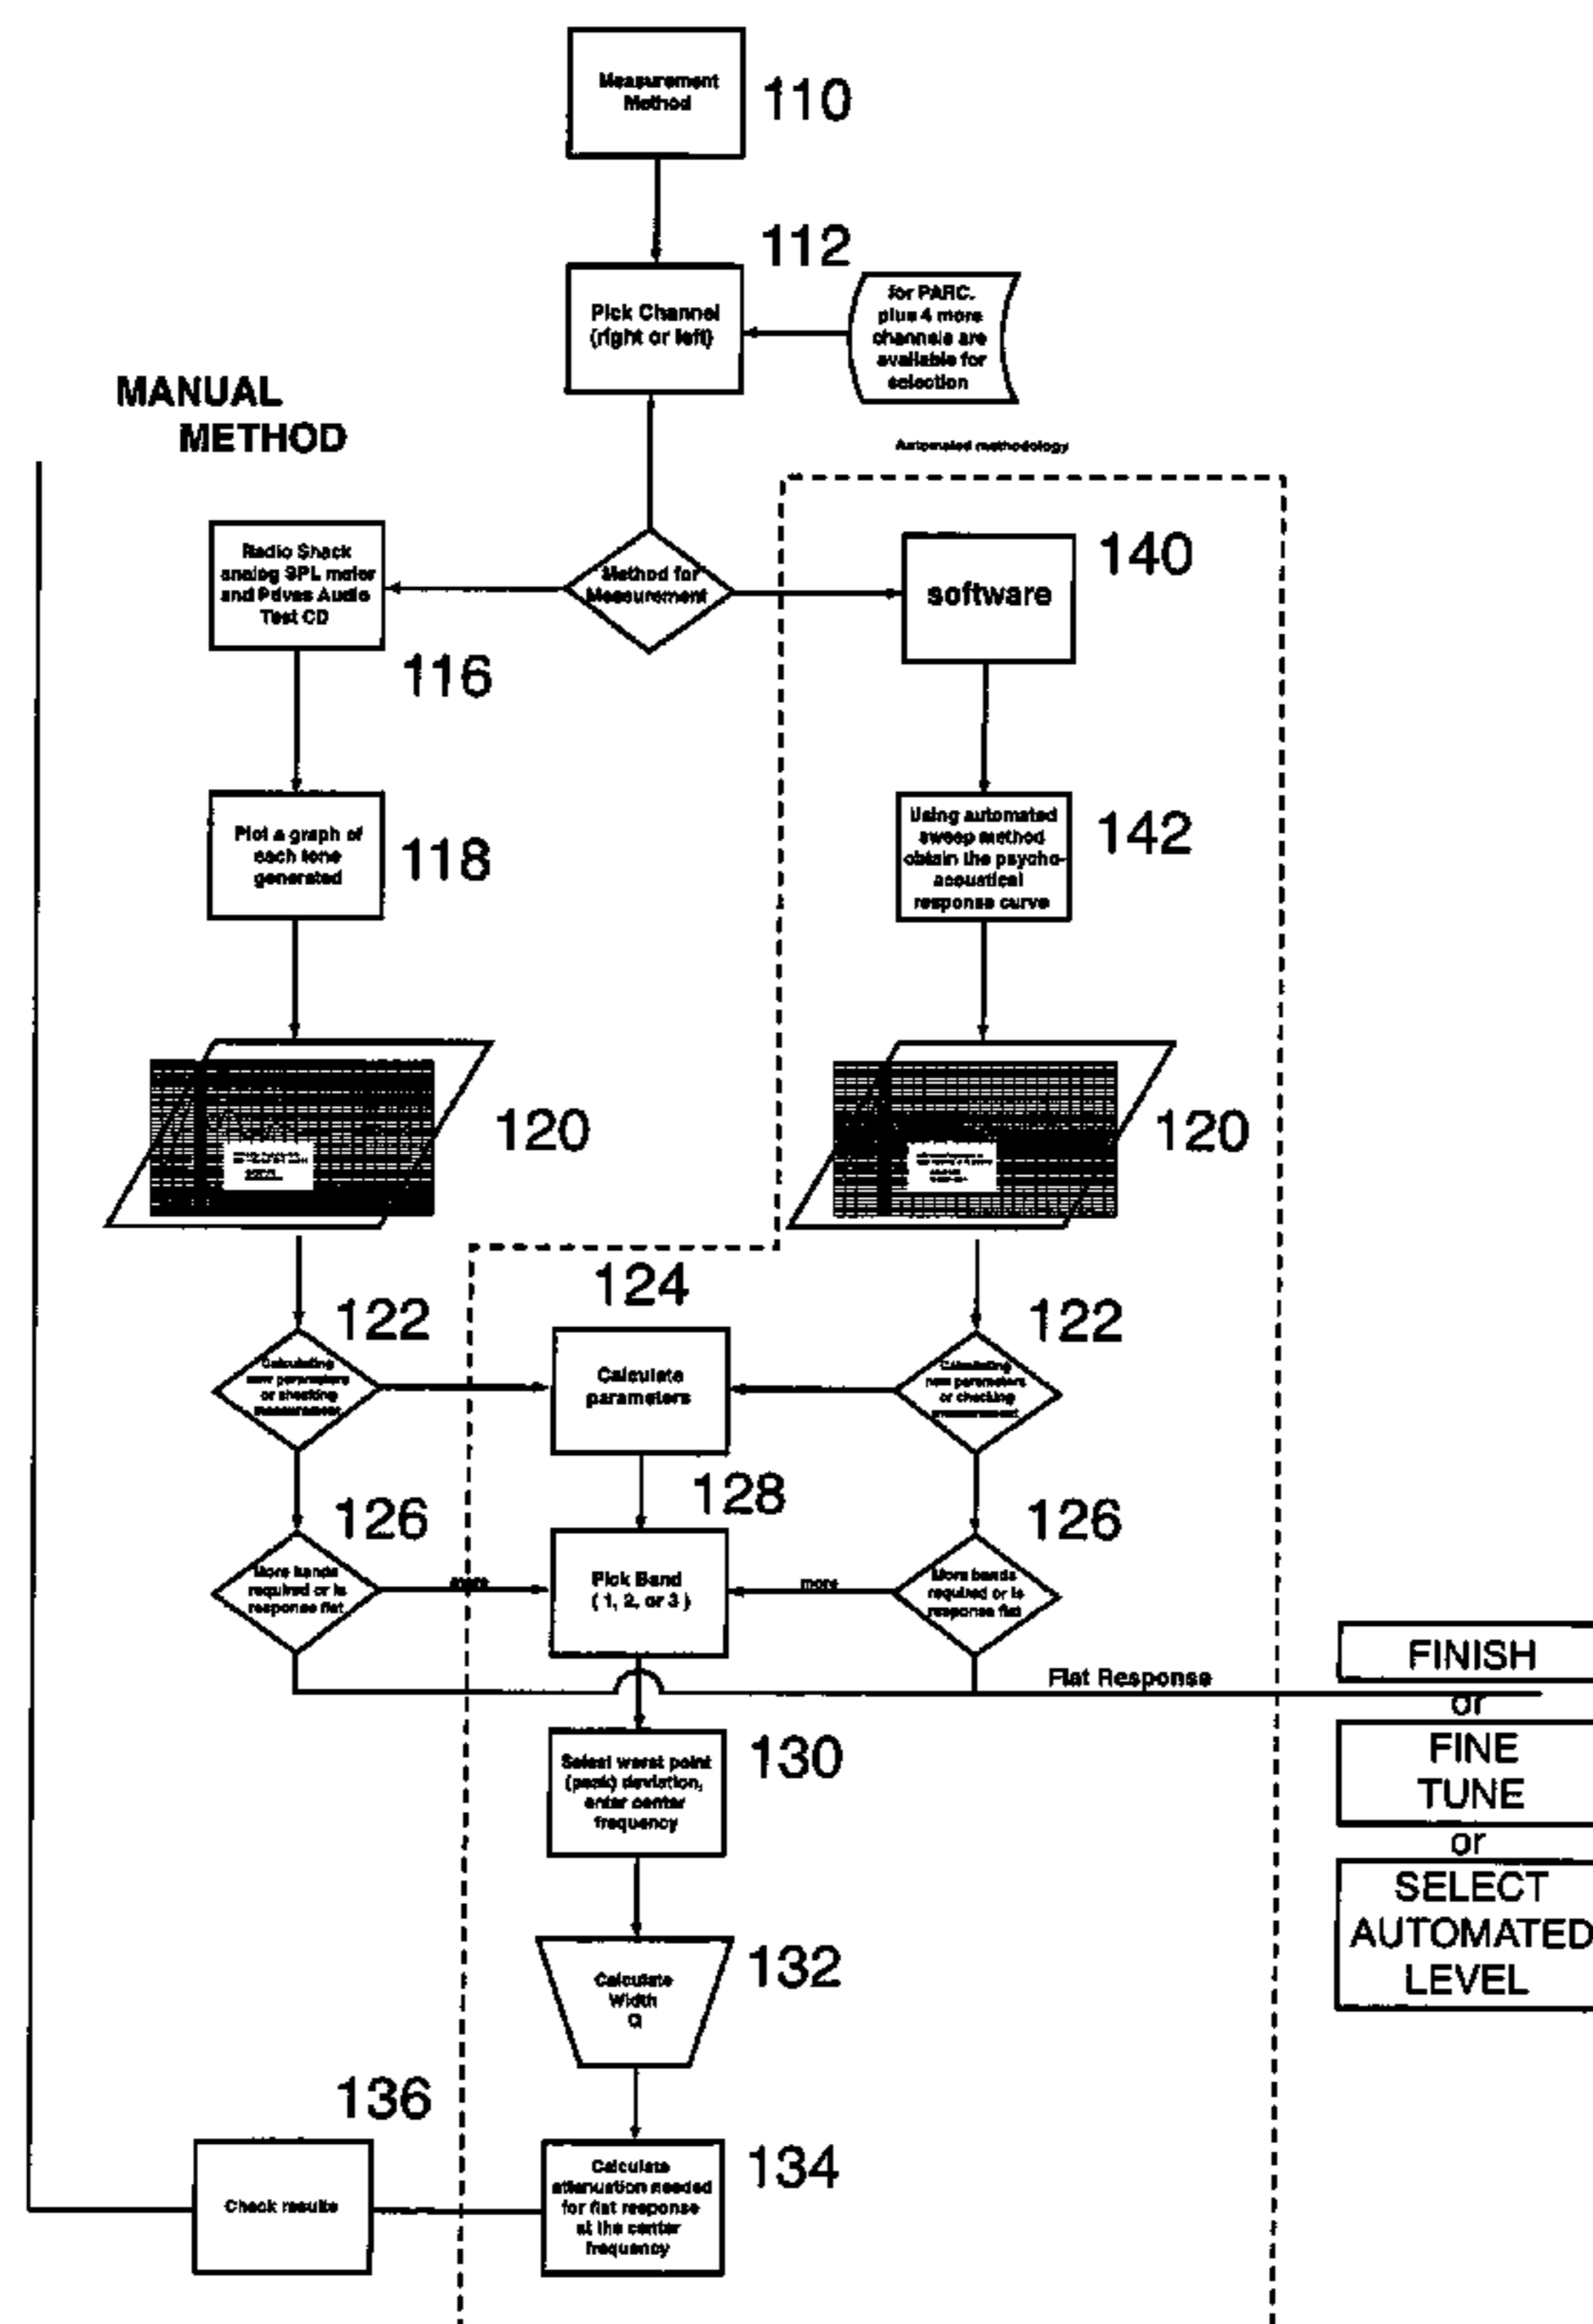 Measurement
Method
110
112
Pick Channel
(right or left)
for PARC.
plus 4 more
channels are
available for
selection
MANUAL
METHOD
Automated methodology
Radio Shack
analog SPL meter
and Pdvas Audio
Test CD
116
Method for
Measurement
software
140
Plot a graph of
each tone
generated
118
Using automated
sweep method
obtain the psycho-
acoustical
response curve
142
120
120
122
Calculating
new parameters
or checking
measurement
124
Calculate
parameters
122
Calculating
new parameters
or checking
measurement
126
More bands
required or is
response flat
more
128
Pick Band
( 1, 2, or 3 )
more
126
More bands
required or is
response flat
Flat Response
FINISH
or
FINE
TUNE
or
SELECT
AUTOMATED
LEVEL
Select worst point
(peak) deviation,
enter center
frequency
130
Calculate
Width
Q
132
136
Check results
Calculate
attenuation needed
for flat response
at the center
frequency
134